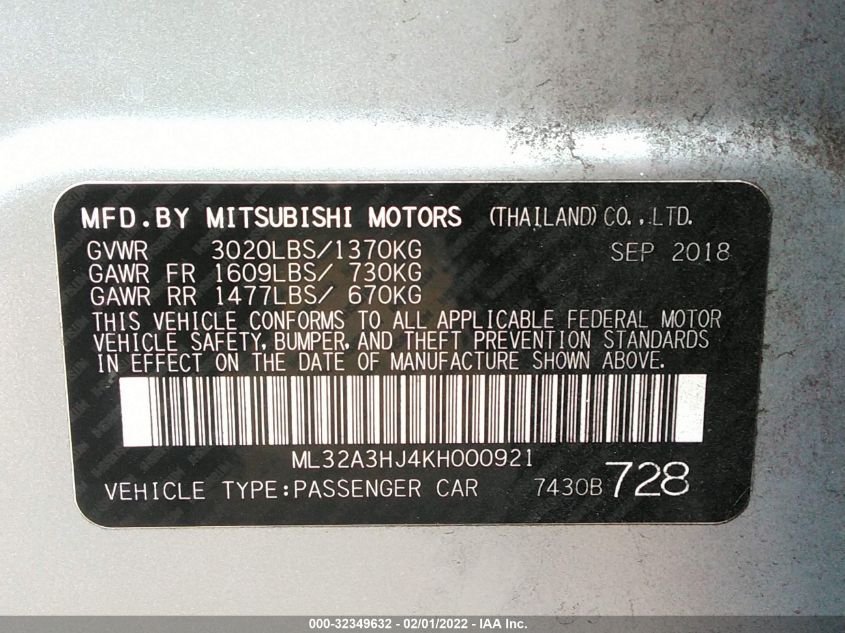 MFD.BY MITSUBISHI MOTORS (THAILAND) CO.,LTD.
GVWR 3020LBS/1370KG SEP 2018
GAWR FR 1609LBS/ 730KG
GAWR RR 1477LBS/ 670KG
THIS VEHICLE CONFORMS TO ALL APPLICABLE FEDERAL MOTOR
VEHICLE SAFETY, BUMPER, AND THEFT PREVENTION STANDARDS
IN EFFECT ON THE DATE OF MANUFACTURE SHOWN ABOVE.
ML32A3HJ4KH000921
VEHICLE TYPE:PASSENGER CAR 7430B 728
000-32349632 - 02/01/2022 - IAA Inc.